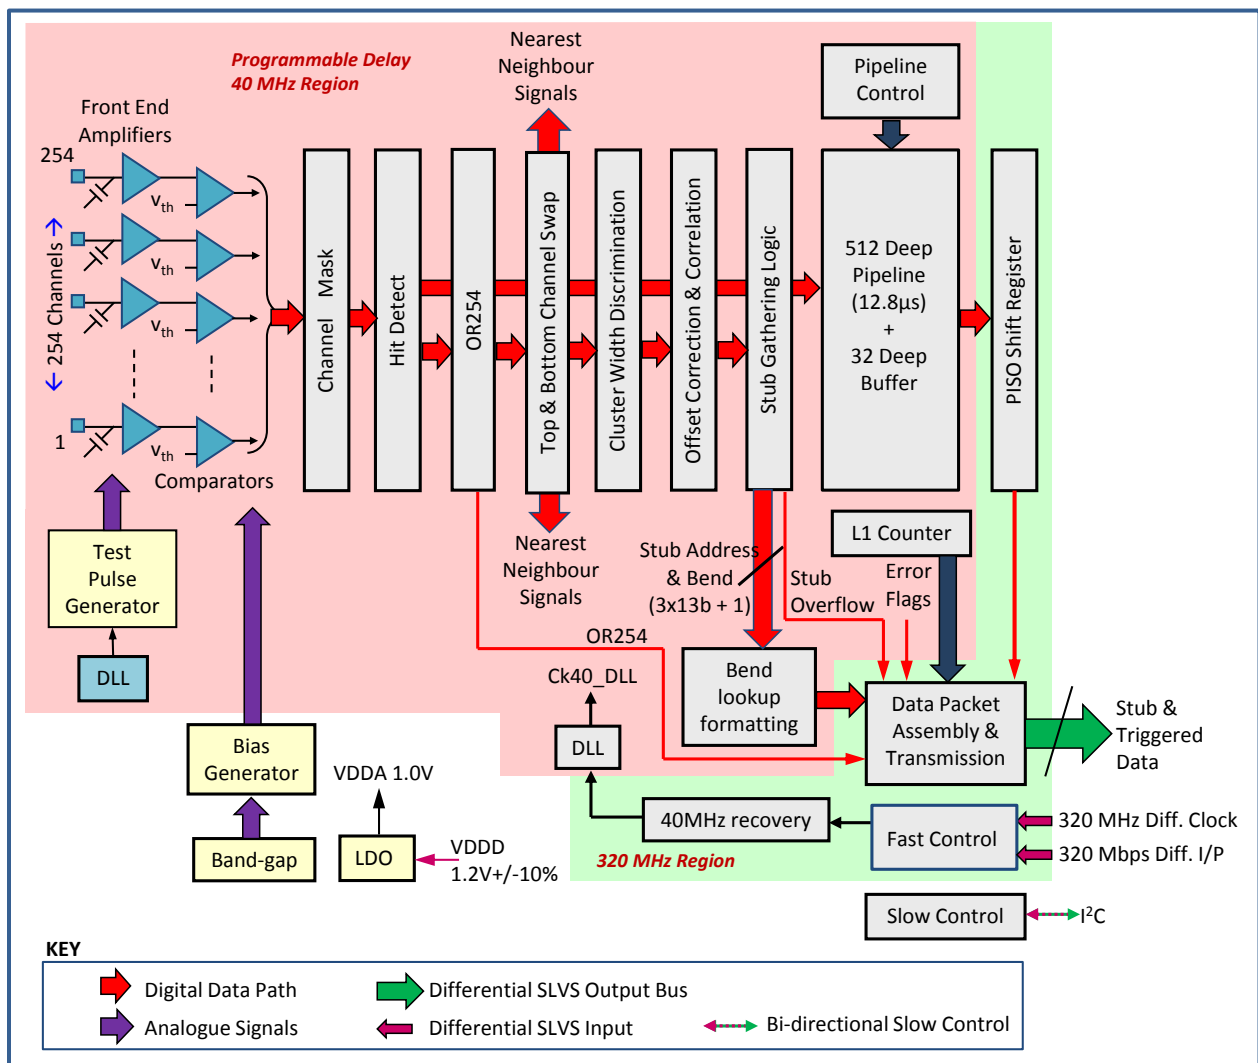 Programmable Delay
40 MHz Region
Nearest
Neighbour
Signals
Pipeline
Control
Front End
Amplifiers
254
← 254 Channels →
1
Vth
Vth
Vth
Vth
Comparators
Channel Mask
Hit Detect
OR254
Top & Bottom Channel Swap
Cluster Width Discrimination
Offset Correction & Correlation
Stub Gathering Logic
512 Deep
Pipeline
(12.8µs)
+
32 Deep
Buffer
PISO Shift Register
Test
Pulse
Generator
DLL
Nearest
Neighbour
Signals
Stub Address
& Bend
(3x13b + 1)
Stub
Overflow
L1 Counter
Error
Flags
OR254
Ck40_DLL
Bend
lookup
formatting
Data Packet
Assembly &
Transmission
Stub &
Triggered
Data
DLL
Bias
Generator
Band-gap
VDDA 1.0V
LDO
VDDD
1.2V+/-10%
40MHz recovery
320 MHz Region
Fast Control
320 MHz Diff. Clock
320 Mbps Diff. I/P
Slow Control
I²C
KEY
Digital Data Path
Differential SLVS Output Bus
Analogue Signals
Differential SLVS Input
Bi-directional Slow Control